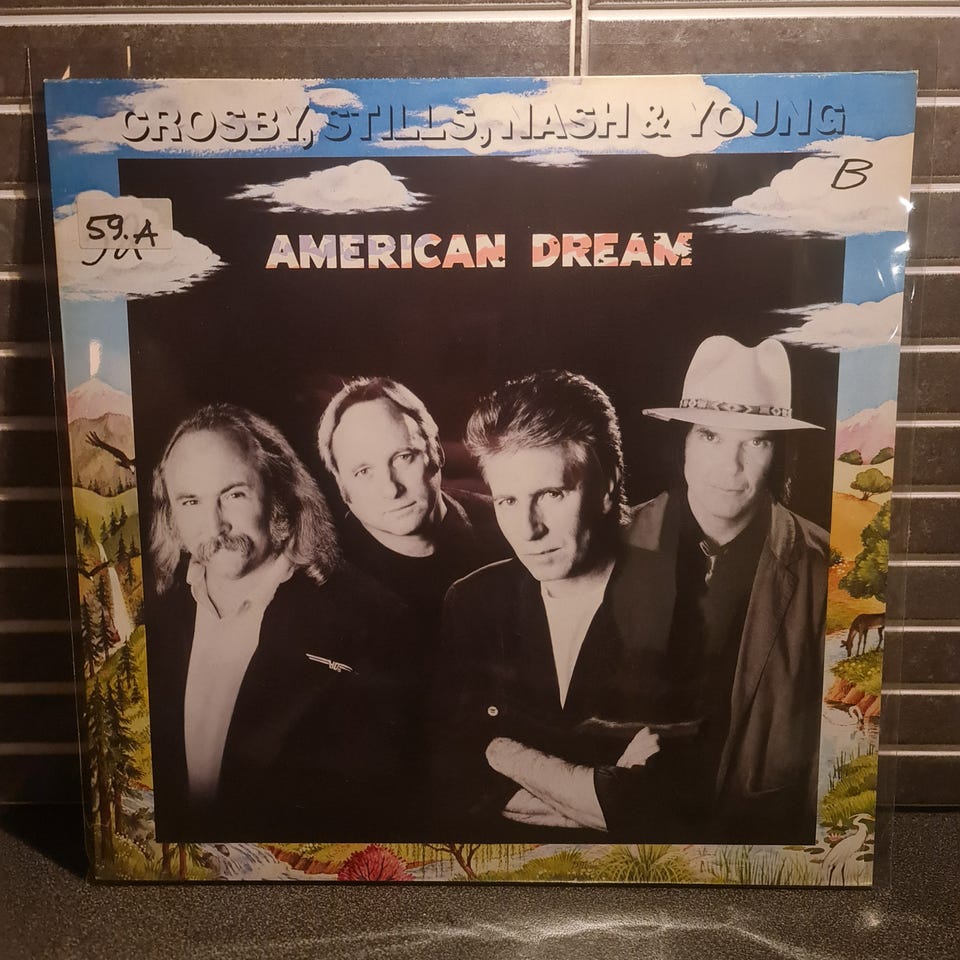 CROSBY, STILLS, NASH & YOUNG
B
59.A
AMERICAN DREAM